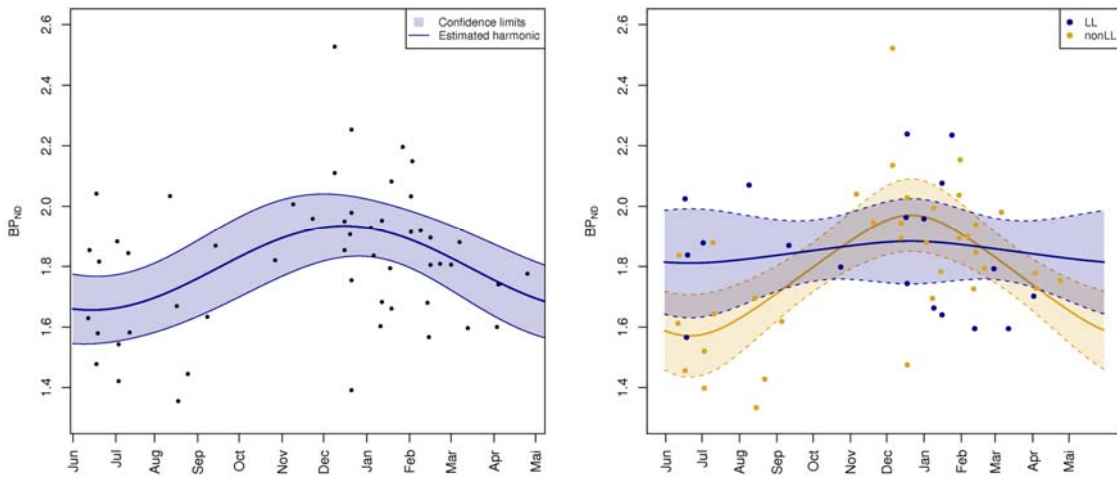 Confidence limits
Estimated harmonic
BP_ND
2.6
2.4
2.2
2.0
1.8
1.6
1.4
Jun Jul Aug Sep Oct Nov Dec Jan Feb Mar Apr Mai
LL
nonLL
BP_ND
2.6
2.4
2.2
2.0
1.8
1.6
1.4
Jun Jul Aug Sep Oct Nov Dec Jan Feb Mar Apr Mai